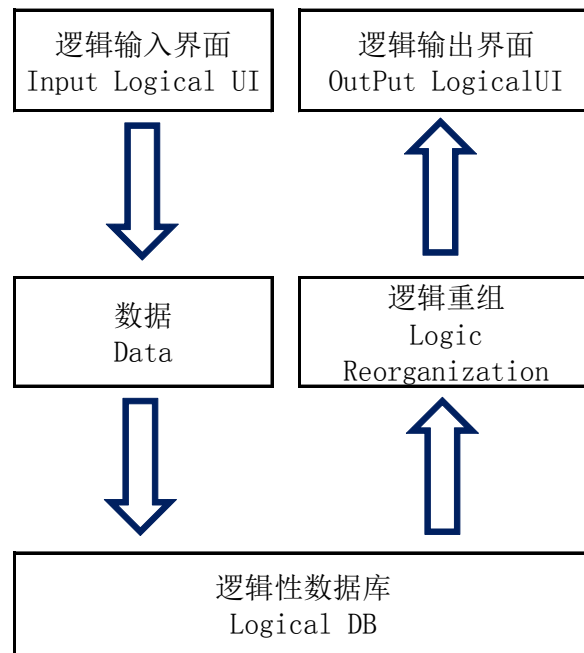 逻辑输入界面
Input Logical UI
逻辑输出界面
OutPut LogicalUI
数据
Data
逻辑重组
Logic
Reorganization
逻辑性数据库
Logical DB